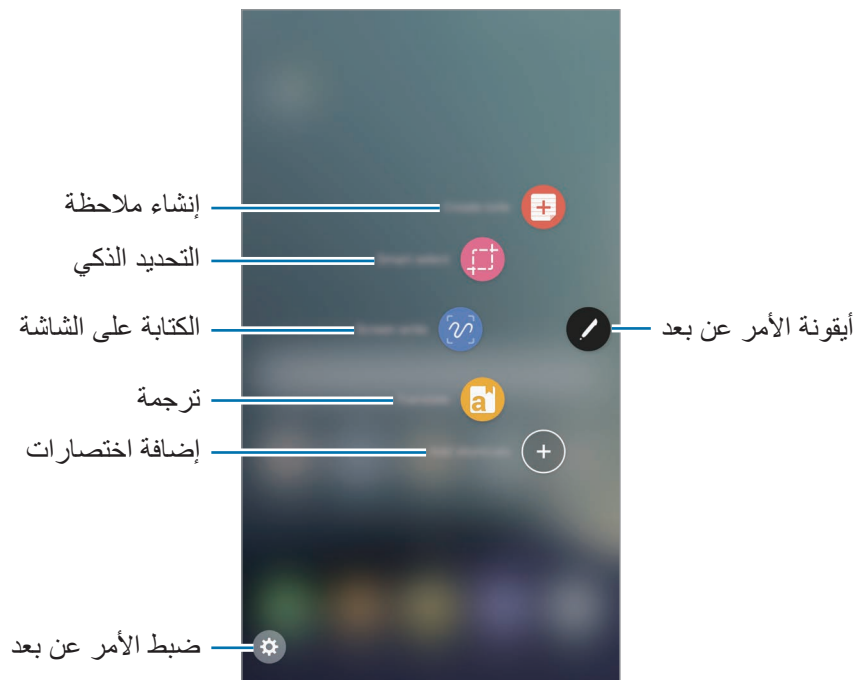 إنشاء ملاحظة
التحديد الذكي
الكتابة على الشاشة
أيقونة الأمر عن بعد
ترجمة
إضافة اختصارات
ضبط الأمر عن بعد